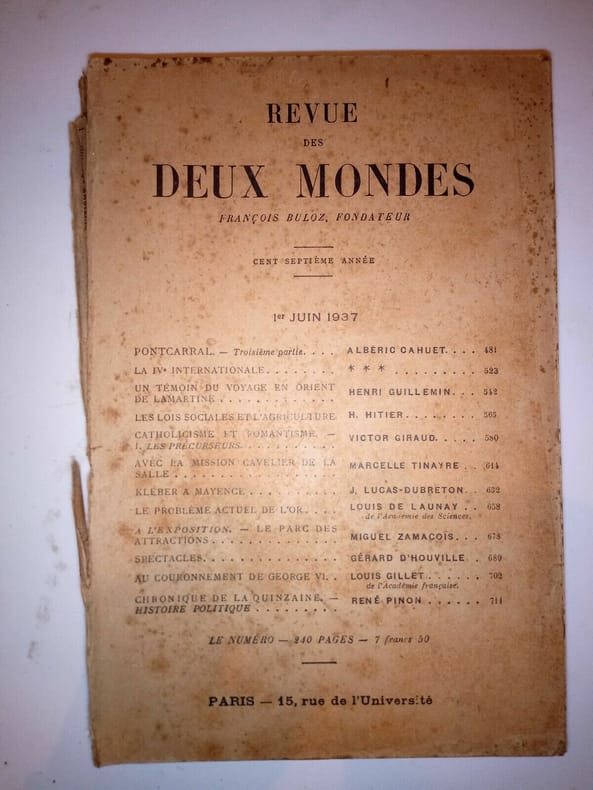 REVUE
DES
DEUX MONDES
FRANÇOIS BULOZ, FONDATEUR
CENT SEPTIÈME ANNÉE
1er JUIN 1937
PONTCARRAL. — Troisième partie. . . . ALBÉRIC CAHUET. . . . 481
LA IVe INTERNATIONALE. . . . . . . . * * * . . . . . . . . . 523
UN TÉMOIN DU VOYAGE EN ORIENT
DE LAMARTINE . . . . . . . . . . . . HENRI GUILLEMIN. . . . 542
LES LOIS SOCIALES ET L'AGRICULTURE H. HITIER. . . . . . . . 565
CATHOLICISME ET ROMANTISME. —
I. LES PRÉCURSEURS. . . . . . . . . . VICTOR GIRAUD. . . . . 580
AVEC LA MISSION CAVELIER DE LA
SALLE . . . . . . . . . . . . . . . . MARCELLE TINAYRE . . 614
KLÉBER A MAYENCE . . . . . . . . . . J. LUCAS-DUBRETON. . 632
LE PROBLÈME ACTUEL DE L'OR. . . . LOUIS DE LAUNAY . . 658
de l'Académie des Sciences.
A L'EXPOSITION. — LE PARC DES
ATTRACTIONS . . . . . . . . . . . . . MIGUEL ZAMACOÏS. . . 678
SPECTACLES. . . . . . . . . . . . . . GÉRARD D'HOUVILLE . 689
AU COURONNEMENT DE GEORGE VI. . LOUIS GILLET . . . . . . 702
de l'Académie française.
CHRONIQUE DE LA QUINZAINE. —
HISTOIRE POLITIQUE . . . . . . . . . RENÉ PINON . . . . . . 711
LE NUMÉRO — 240 PAGES — 7 francs 50
PARIS — 15, rue de l'Université